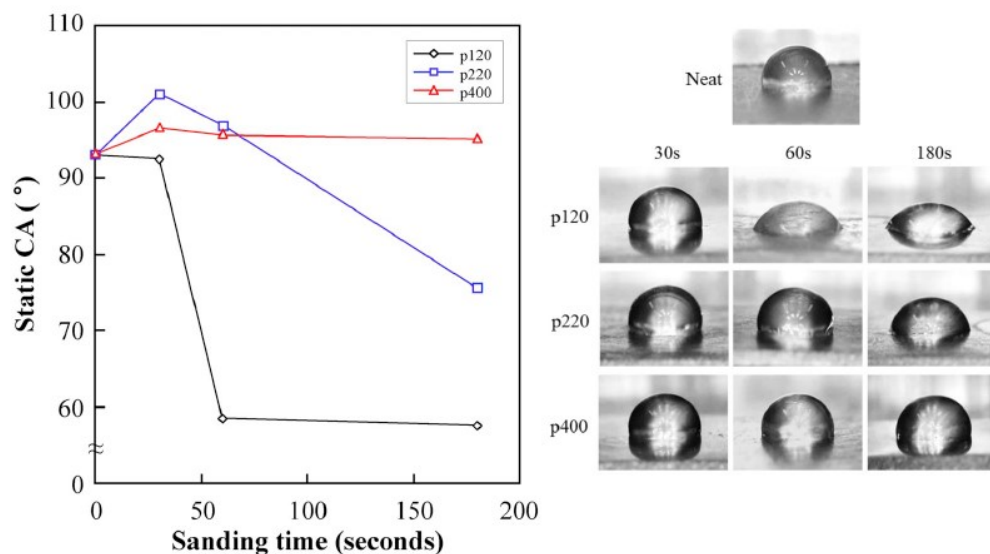 110
100
90
80
70
60
0
Static CA ( °)
0
50
100
150
200
Sanding time (seconds)
p120
p220
p400
Neat
30s
60s
180s
p120
p220
p400